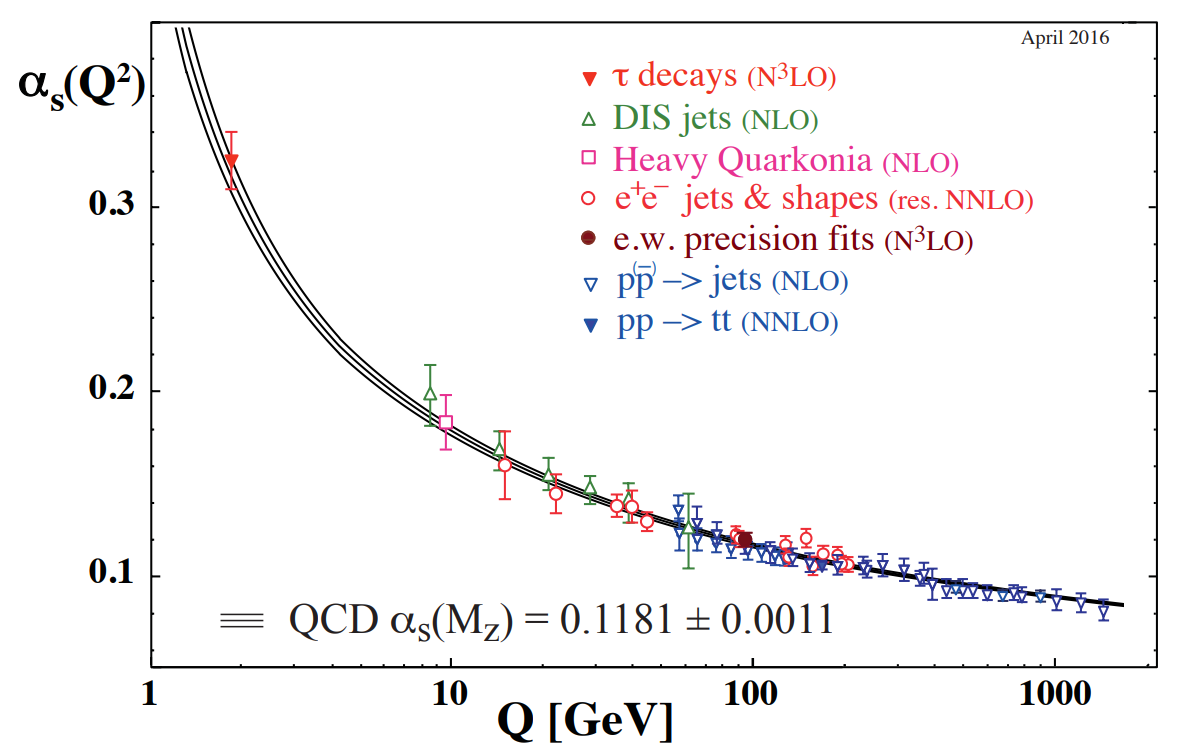 April 2016
αs(Q²)
τ decays (N³LO)
DIS jets (NLO)
Heavy Quarkonia (NLO)
e⁺e⁻ jets & shapes (res. NNLO)
e.w. precision fits (N³LO)
pp(–) –> jets (NLO)
pp –> tt (NNLO)
0.3
0.2
0.1
QCD αs(Mz) = 0.1181 ± 0.0011
1 10 100 1000
Q [GeV]